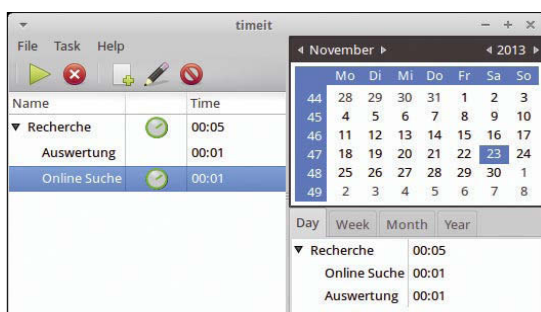 timeit
File Task Help
Name Time
Recherche 00:05
Auswertung 00:01
Online Suche 00:01
November 2013
Mo Di Mi Do Fr Sa So
44 28 29 30 31 1 2 3
45 4 5 6 7 8 9 10
46 11 12 13 14 15 16 17
47 18 19 20 21 22 23 24
48 25 26 27 28 29 30 1
49 2 3 4 5 6 7 8
Day Week Month Year
Recherche 00:05
Online Suche 00:01
Auswertung 00:01